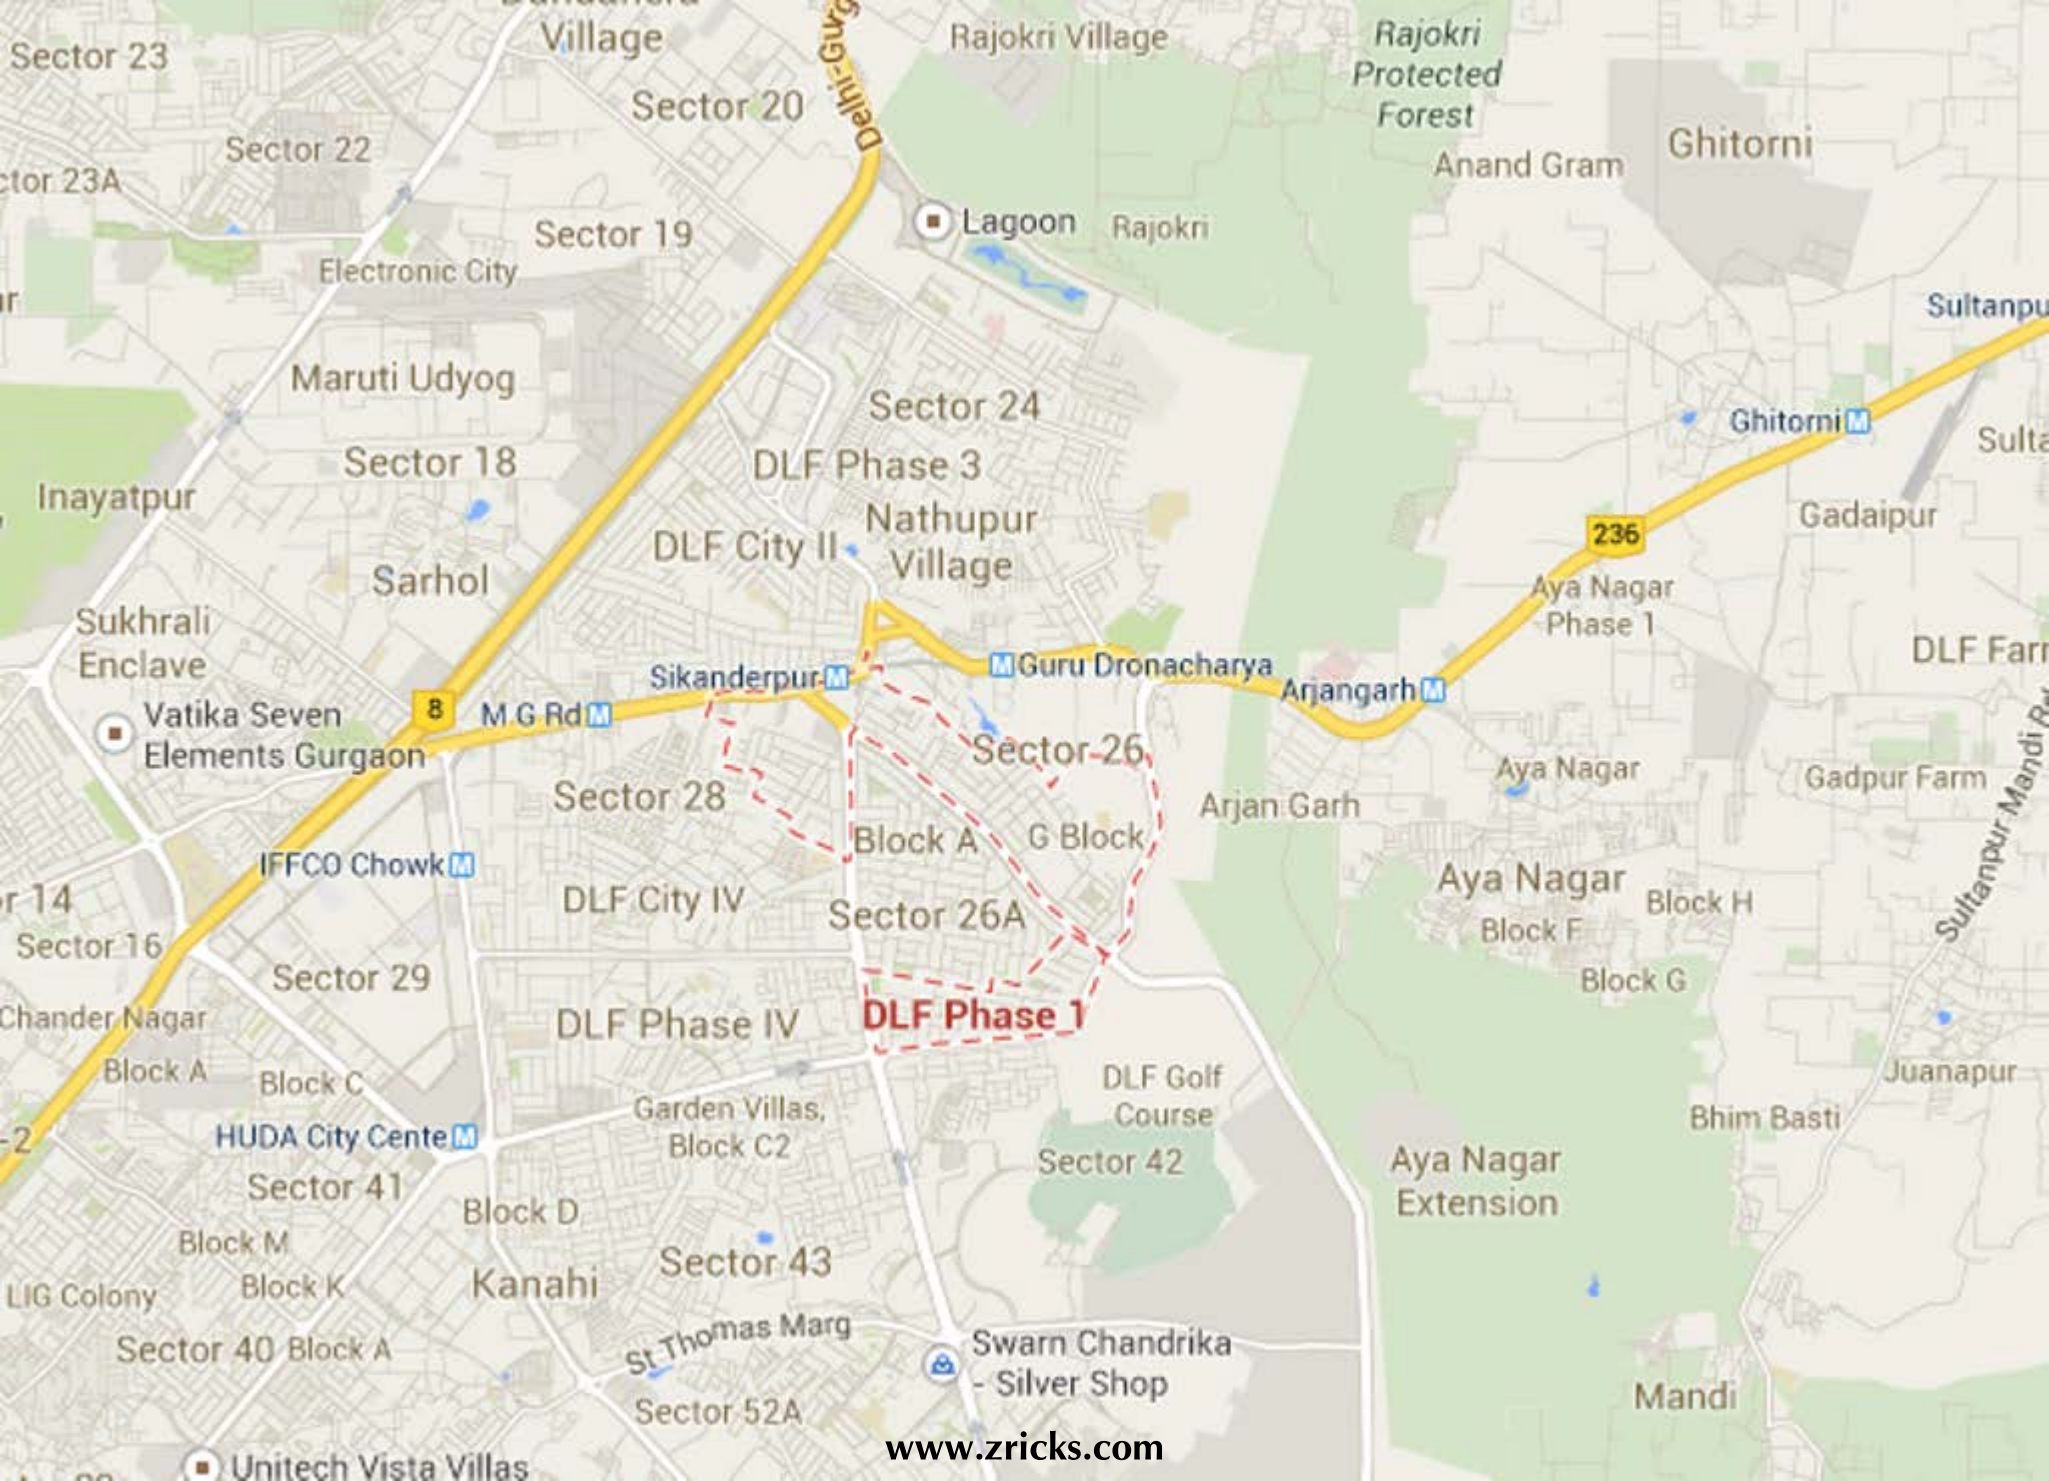 Village
Sector 23
Sector 20
Rajokri Village
Rajokri
Protected
Forest
Delhi-Gurg
Sector 22
Ghitorni
Anand Gram
ctor 23A
Sector 19
Lagoon
Rajokri
Electronic City
Sultanpu
Maruti Udyog
Sector 24
Ghitorni
Sector 18
DLF Phase 3
Sulta
Inayatpur
Nathupur
Village
Gadaipur
DLF City II
236
Sarhol
Aya Nagar
Phase 1
Sukhrali
Enclave
DLF Farr
Sikanderpur
Guru Dronacharya
Arjangarh
8
M G Rd
Vatika Seven
Elements Gurgaon
Sector 26
Aya Nagar
Gadpur Farm
Sector 28
Arjan Garh
Sultanpur Mandi Rd
Block A
G Block
IFFCO Chowk
Aya Nagar
r 14
DLF City IV
Sector 26A
Block H
Block F
Sector 16
Sector 29
Block G
Chander Nagar
DLF Phase IV
DLF Phase 1
Block A
Block C
DLF Golf
Course
Juanapur
Garden Villas,
Block C2
Bhim Basti
-2
HUDA City Cente
Sector 42
Aya Nagar
Extension
Sector 41
Block D
Block M
Sector 43
Block K
Kanahi
LIG Colony
St Thomas Marg
Sector 40
Block A
Swarn Chandrika
- Silver Shop
Mandi
Sector 52A
www.zricks.com
Unitech Vista Villas